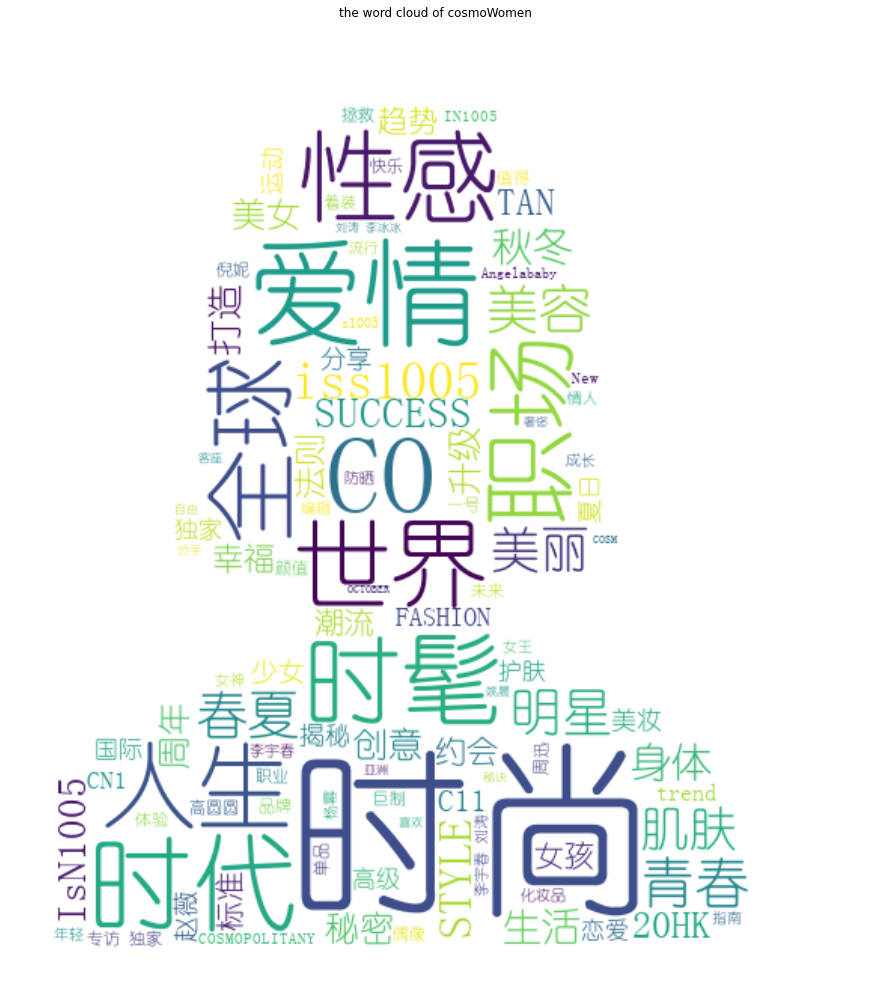 the word cloud of cosmoWomen
拯救 趋势 IN1005
性感
运动 快乐 值得
美女 着装 TAN
刘涛 李冰冰
秋冬
爱情
流行
倪妮 Angelababy
打造 美容
s1005
分享
全球 iss1005 职场 New
SUCCESS 情人
奢侈
CO
法则 升级
客座 防晒 成长
编辑 夏日
自由
独家 世界 美丽
分手 COSM
幸福 颜值
OCTOBER 未来
潮流 FASHION
时髦 女王
少女 护肤
女神 姚晨
春夏 明星 美妆
周年 揭秘 创意 约会
国际 李宇春 周迅 身体
CN1 人生 职业 亚洲 秘诀
时尚
杨幂 巨制 C11 trend
高圆圆 品牌
体验 喜欢 肌肤
IsN1005 时代 单品 STYLE 李宇春 刘涛 女孩
高级 青春
标准 化妆品
赵薇 秘密 偶像 生活 恋爱 20HK 指南
年轻 专访 独家 COSMOPOLITANY